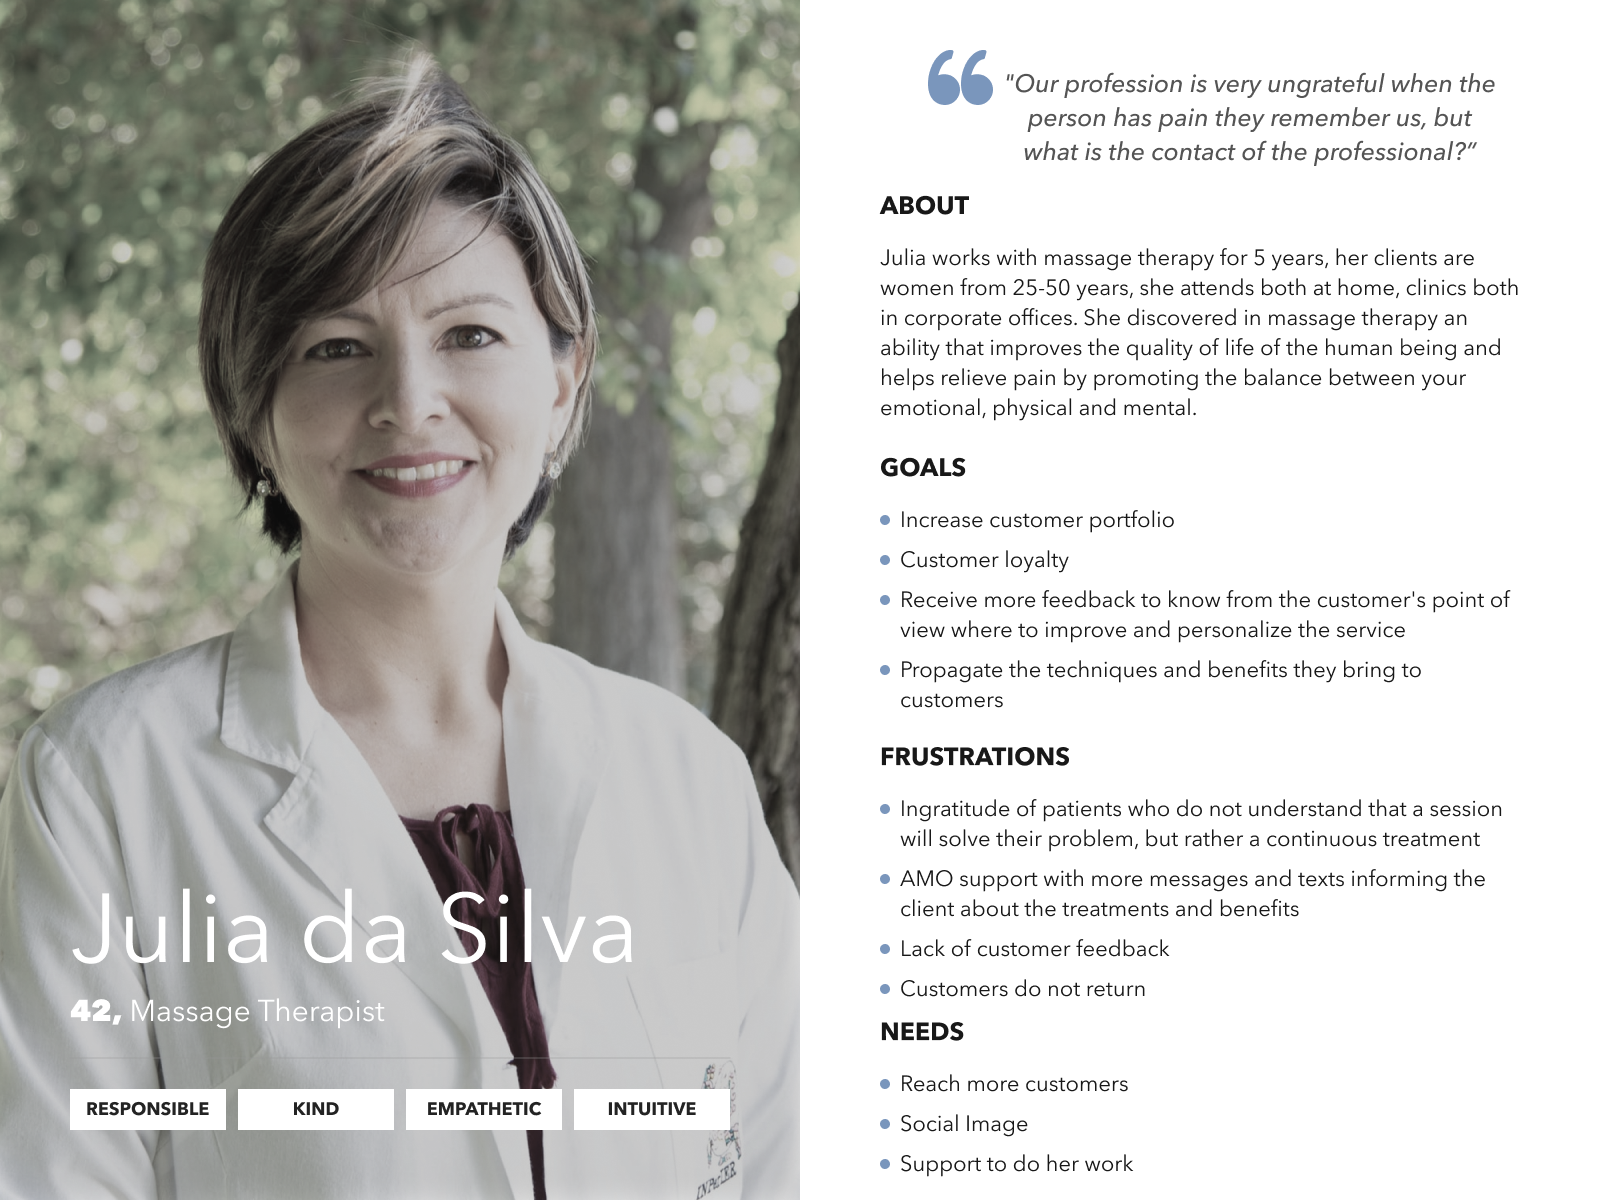 Julia da Silva
42, Massage Therapist
RESPONSIBLE
KIND
EMPATHETIC
INTUITIVE
"Our profession is very ungrateful when the
person has pain they remember us, but
what is the contact of the professional?”
ABOUT
Julia works with massage therapy for 5 years, her clients are
women from 25-50 years, she attends both at home, clinics both
in corporate offices. She discovered in massage therapy an
ability that improves the quality of life of the human being and
helps relieve pain by promoting the balance between your
emotional, physical and mental.
GOALS
Increase customer portfolio
Customer loyalty
Receive more feedback to know from the customer's point of
view where to improve and personalize the service
Propagate the techniques and benefits they bring to
customers
FRUSTRATIONS
Ingratitude of patients who do not understand that a session
will solve their problem, but rather a continuous treatment
AMO support with more messages and texts informing the
client about the treatments and benefits
Lack of customer feedback
Customers do not return
NEEDS
Reach more customers
Social Image
Support to do her work